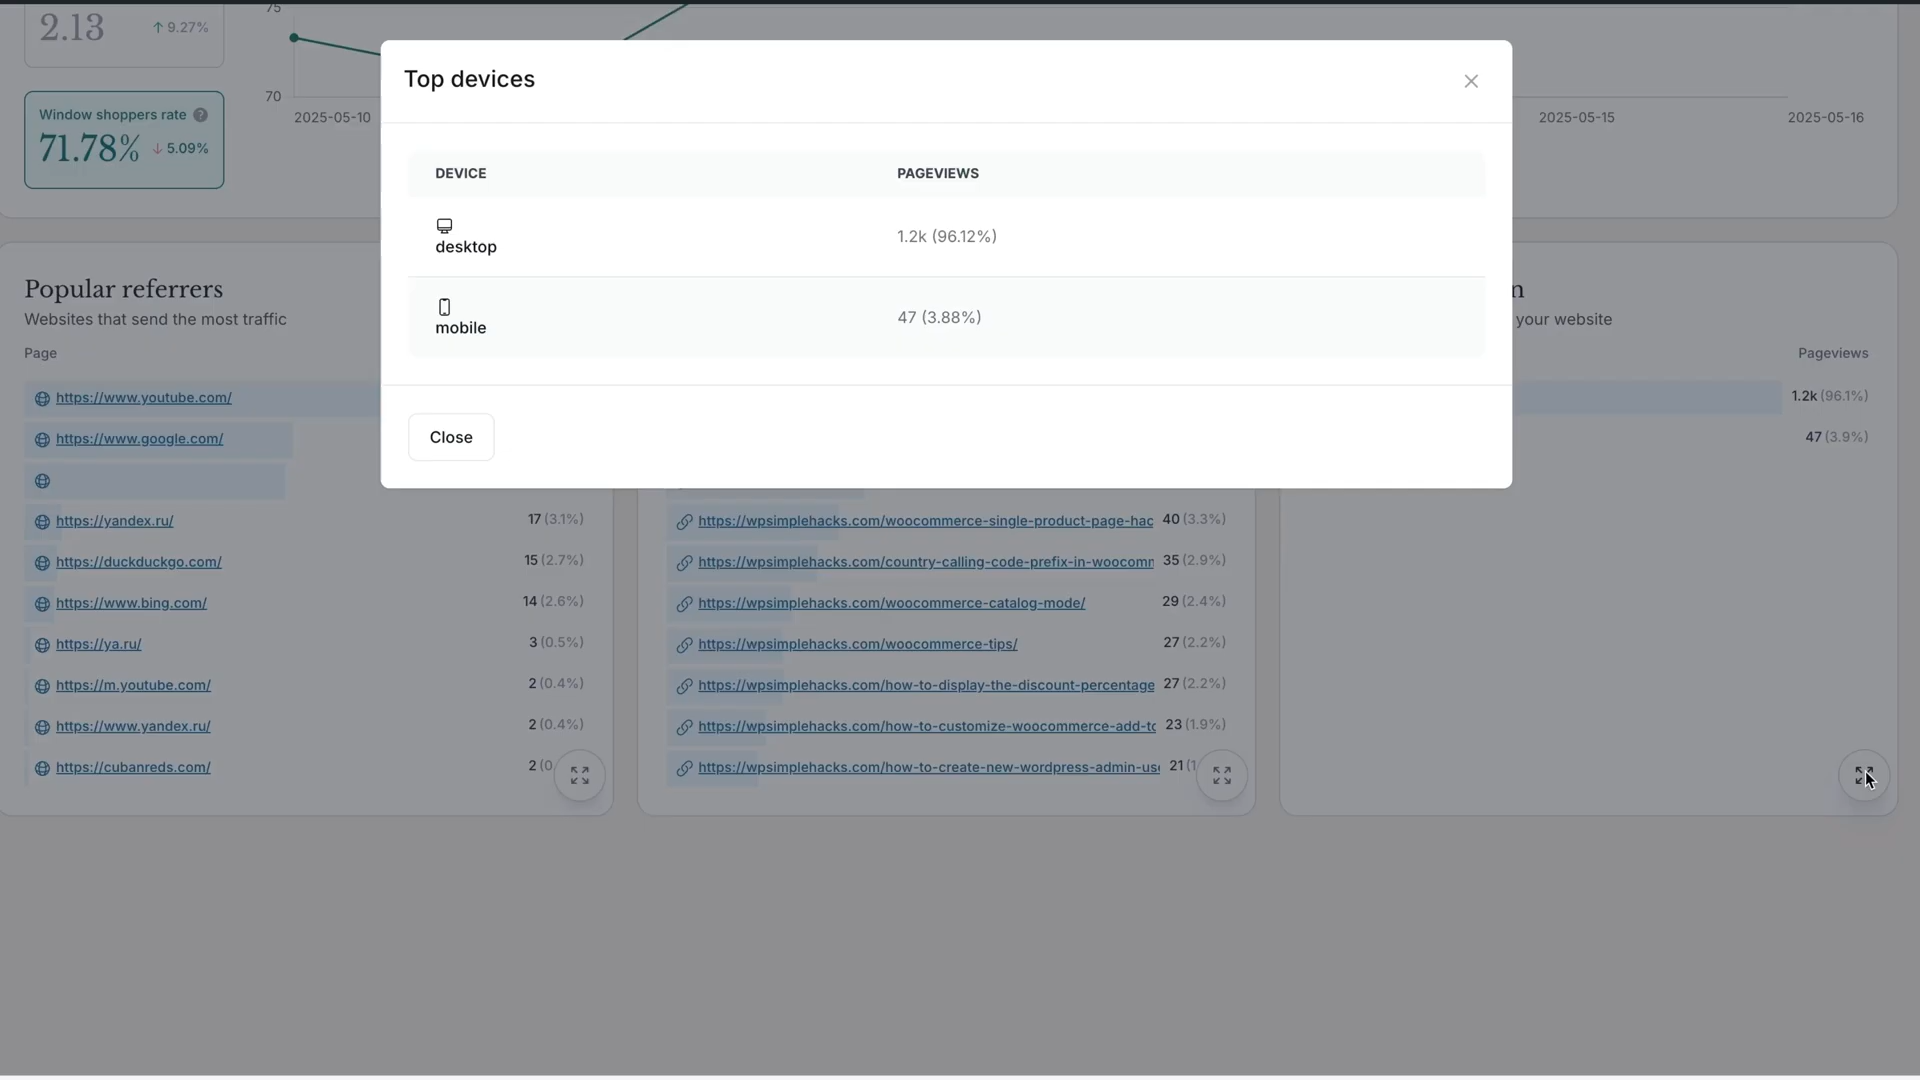 75
2.13
↑ 9.27%
Top devices
Window shoppers rate ?
71.78%
↓ 5.09%
70
2025-05-10
2025-05-15
2025-05-16
DEVICE
PAGEVIEWS
desktop
1.2k (96.12%)
mobile
47 (3.88%)
Close
Popular referrers
Websites that send the most traffic
Page
https://www.youtube.com/
https://www.google.com/
https://yandex.ru/
17 (3.1%)
https://duckduckgo.com/
15 (2.7%)
https://www.bing.com/
14 (2.6%)
https://ya.ru/
3 (0.5%)
https://m.youtube.com/
2 (0.4%)
https://www.yandex.ru/
2 (0.4%)
https://cubanreds.com/
2 (0.
https://wpsimplehacks.com/woocommerce-single-product-page-hac
40 (3.3%)
https://wpsimplehacks.com/country-calling-code-prefix-in-woocomm
35 (2.9%)
https://wpsimplehacks.com/woocommerce-catalog-mode/
29 (2.4%)
https://wpsimplehacks.com/woocommerce-tips/
27 (2.2%)
https://wpsimplehacks.com/how-to-display-the-discount-percentage
27 (2.2%)
https://wpsimplehacks.com/how-to-customize-woocommerce-add-to
23 (1.9%)
https://wpsimplehacks.com/how-to-create-new-wordpress-admin-use
21 (1
n
your website
Pageviews
1.2k (96.1%)
47 (3.9%)